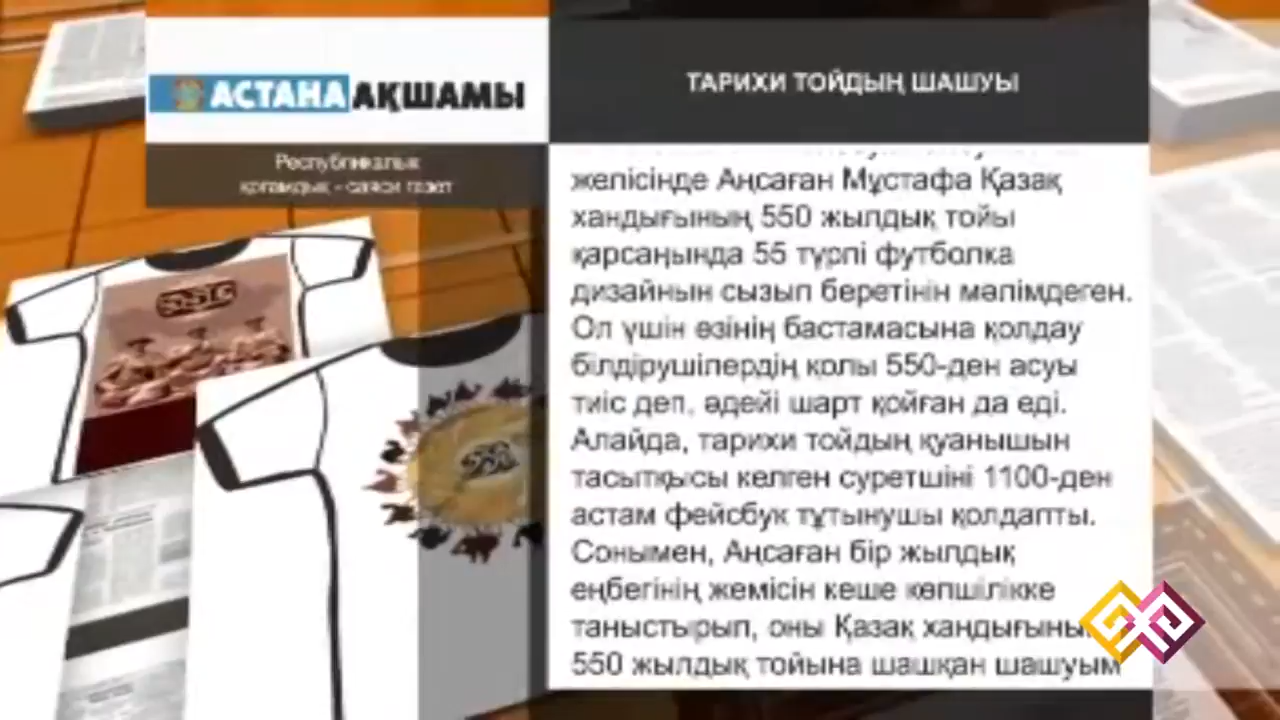 АСТАНА АҚШАМЫ
Республикалық
қоғамдық - саяси газет
ТАРИХИ ТОЙДЫҢ ШАШУЫ
желісінде Аңсаған Мұстафа Қазақ
хандығының 550 жылдық тойы
қарсаңында 55 түрлі футболка
дизайнын сызып беретінін мәлімдеген.
Ол үшін өзінің бастамасына қолдау
білдірушілердің қолы 550-ден асуы
тиіс деп, әдейі шарт қойған да еді.
Алайда, тарихи тойдың қуанышын
тасытқысы келген суретшіні 1100-ден
астам фейсбук тұтынушы қолдапты.
Сонымен, Аңсаған бір жылдық
еңбегінің жемісін кеше көпшілікке
таныстырып, оны Қазақ хандығының
550 жылдық тойына шашқан шашуым
550
550